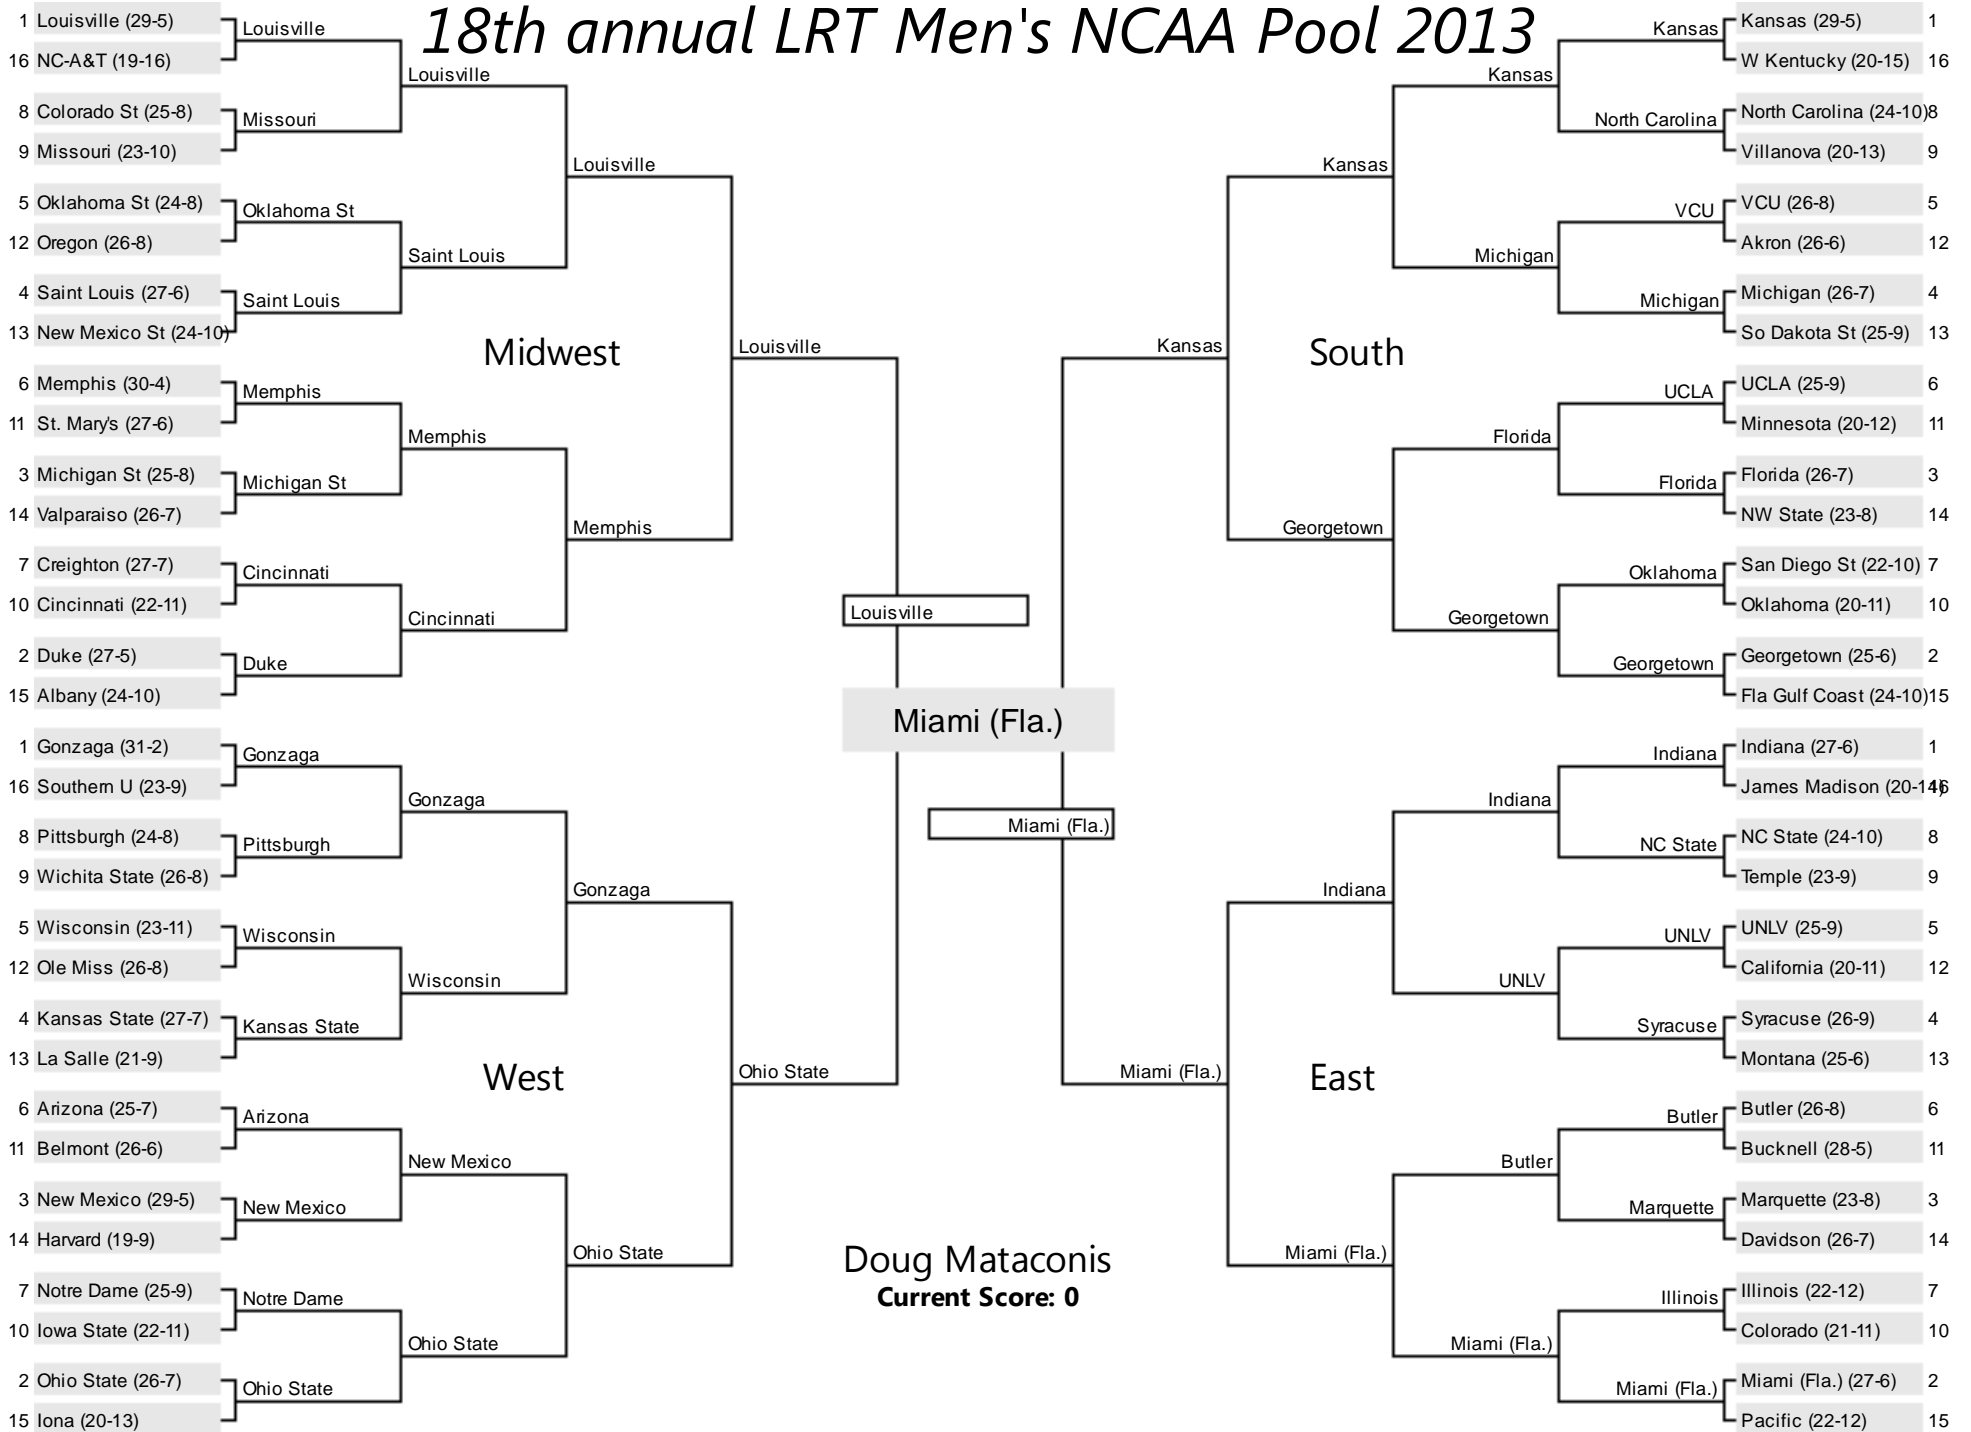 18th annual LRT Men's NCAA Pool 2013
1 Louisville (29-5)
16 NC-A&T (19-16)
8 Colorado St (25-8)
9 Missouri (23-10)
5 Oklahoma St (24-8)
12 Oregon (26-8)
4 Saint Louis (27-6)
13 New Mexico St (24-10)
6 Memphis (30-4)
11 St. Mary's (27-6)
3 Michigan St (25-8)
14 Valparaiso (26-7)
7 Creighton (27-7)
10 Cincinnati (22-11)
2 Duke (27-5)
15 Albany (24-10)
Louisville
Missouri
Oklahoma St
Saint Louis
Memphis
Michigan St
Cincinnati
Duke
Louisville
Saint Louis
Memphis
Cincinnati
Louisville
Memphis
Midwest
Louisville
1 Gonzaga (31-2)
16 Southern U (23-9)
8 Pittsburgh (24-8)
9 Wichita State (26-8)
5 Wisconsin (23-11)
12 Ole Miss (26-8)
4 Kansas State (27-7)
13 La Salle (21-9)
6 Arizona (25-7)
11 Belmont (26-6)
3 New Mexico (29-5)
14 Harvard (19-9)
7 Notre Dame (25-9)
10 Iowa State (22-11)
2 Ohio State (26-7)
15 Iona (20-13)
Gonzaga
Pittsburgh
Wisconsin
Kansas State
Arizona
New Mexico
Notre Dame
Ohio State
Gonzaga
Wisconsin
New Mexico
Ohio State
Gonzaga
Ohio State
West
Ohio State
Louisville
Miami (Fla.)
Miami (Fla.)
Doug Mataconis
Current Score: 0
Kansas (29-5) 1
W Kentucky (20-15) 16
North Carolina (24-10) 8
Villanova (20-13) 9
VCU (26-8) 5
Akron (26-6) 12
Michigan (26-7) 4
So Dakota St (25-9) 13
UCLA (25-9) 6
Minnesota (20-12) 11
Florida (26-7) 3
NW State (23-8) 14
San Diego St (22-10) 7
Oklahoma (20-11) 10
Georgetown (25-6) 2
Fla Gulf Coast (24-10) 15
Kansas
North Carolina
VCU
Michigan
UCLA
Florida
Oklahoma
Georgetown
Kansas
Michigan
Florida
Georgetown
Kansas
Georgetown
South
Kansas
Indiana (27-6) 1
James Madison (20-14) 16
NC State (24-10) 8
Temple (23-9) 9
UNLV (25-9) 5
California (20-11) 12
Syracuse (26-9) 4
Montana (25-6) 13
Butler (26-8) 6
Bucknell (28-5) 11
Marquette (23-8) 3
Davidson (26-7) 14
Illinois (22-12) 7
Colorado (21-11) 10
Miami (Fla.) (27-6) 2
Pacific (22-12) 15
Indiana
NC State
UNLV
Syracuse
Butler
Marquette
Illinois
Miami (Fla.)
Indiana
UNLV
Butler
Miami (Fla.)
Indiana
Miami (Fla.)
East
Miami (Fla.)